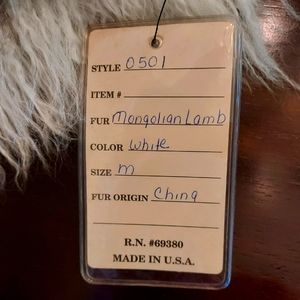 STYLE 0501
ITEM #
FUR Mongolian Lamb
COLOR White
SIZE m
FUR ORIGIN China
R.N. #69380
MADE IN U.S.A.